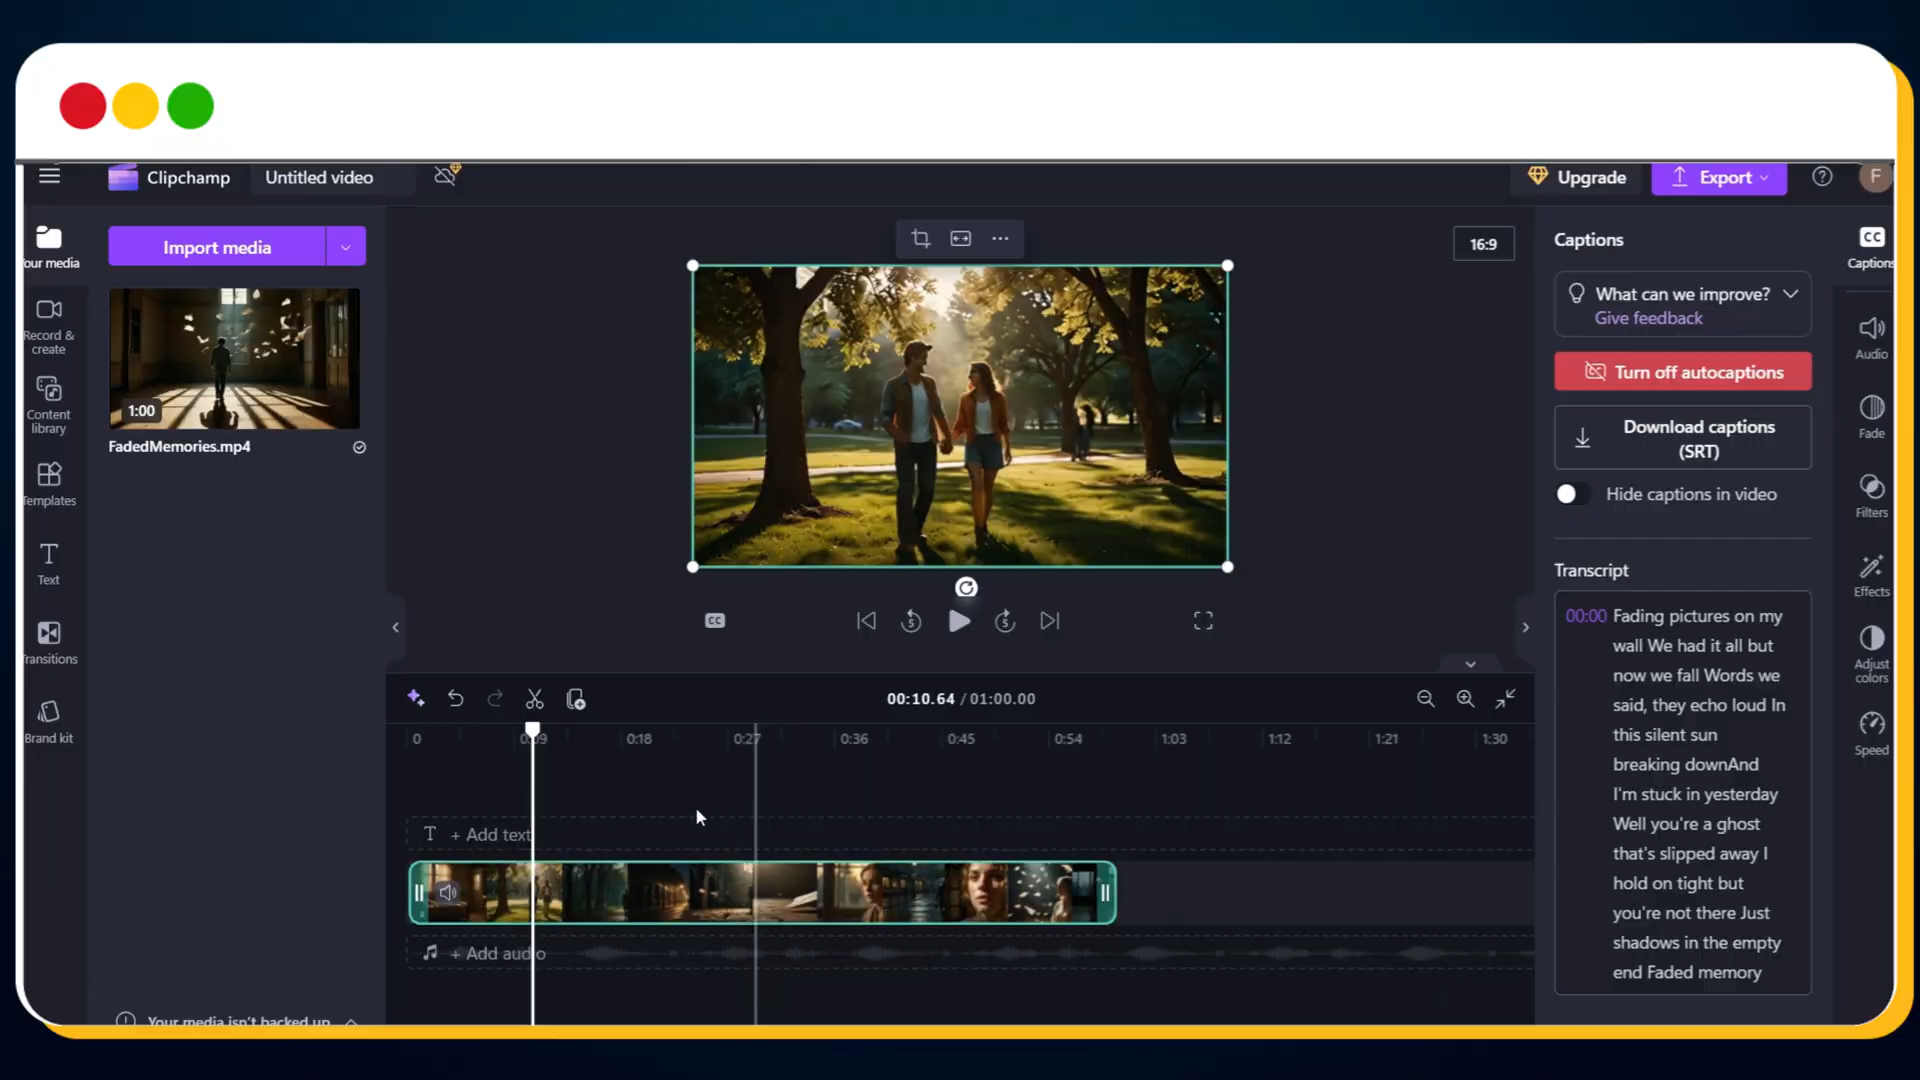 Clipchamp
Untitled video
Upgrade
Export
F
our media
Import media
1:00
FadedMemories.mp4
Record &
create
Content
library
Templates
Text
Transitions
Brand kit
Your media isn't backed up
16:9
CC
5
5
00:10.64 / 01:00.00
0
0:09
0:18
0:27
0:36
0:45
0:54
1:03
1:12
1:21
1:30
T + Add text
+ Add audio
Captions
What can we improve?
Give feedback
Turn off autocaptions
Download captions
(SRT)
Hide captions in video
Transcript
00:00 Fading pictures on my
wall We had it all but
now we fall Words we
said, they echo loud In
this silent sun
breaking downAnd
I'm stuck in yesterday
Well you're a ghost
that's slipped away I
hold on tight but
you're not there Just
shadows in the empty
end Faded memory
CC
Captions
Audio
Fade
Filters
Effects
Adjust
colors
Speed